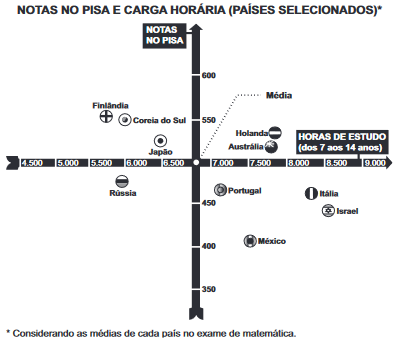 NOTAS NO PISA E CARGA HORÁRIA (PAÍSES SELECIONADOS)*
NOTAS
NO PISA
600
Média
Finlândia
550
Coreia do Sul
Holanda
HORAS DE ESTUDO
(dos 7 aos 14 anos)
Japão
Austrália
4.500 5.000 5.500 6.000 6.500 7.000 7.500 8.000 8.500 9.000
Rússia
Portugal
Itália
450
Israel
México
400
350
* Considerando as médias de cada país no exame de matemática.